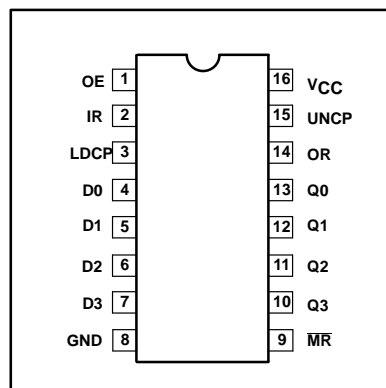 OE 1 16 VCC
IR 2 15 UNCP
LDCP 3 14 OR
D0 4 13 Q0
D1 5 12 Q1
D2 6 11 Q2
D3 7 10 Q3
GND 8 9 M̅R̅